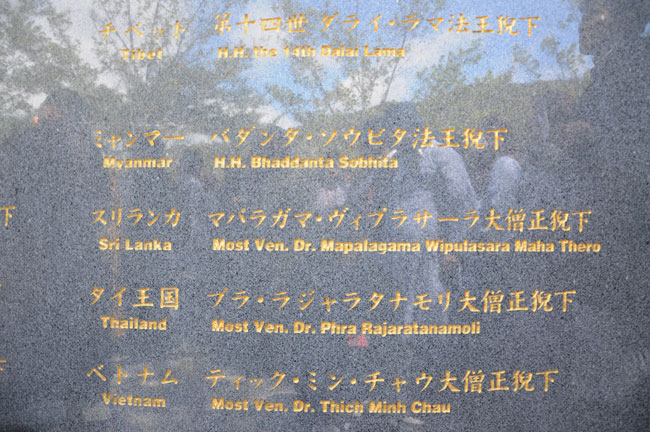 チベット 第十四世 ダライ・ラマ法王猊下
Tibet H.H. the 14th Dalai Lama
ミャンマー バダンタ・ソウビタ法王猊下
Myanmar H.H. Bhaddanta Sobhita
下
スリランカ マパラガマ・ヴィプラサーラ大僧正猊下
Sri Lanka Most Ven. Dr. Mapalagama Wipulasara Maha Thero
タイ王国 プラ・ラジャラタナモリ大僧正猊下
Thailand Most Ven. Dr. Phra Rajaratanamoli
ベトナム ティック・ミン・チャウ大僧正猊下
Vietnam Most Ven. Dr. Thich Minh Chau